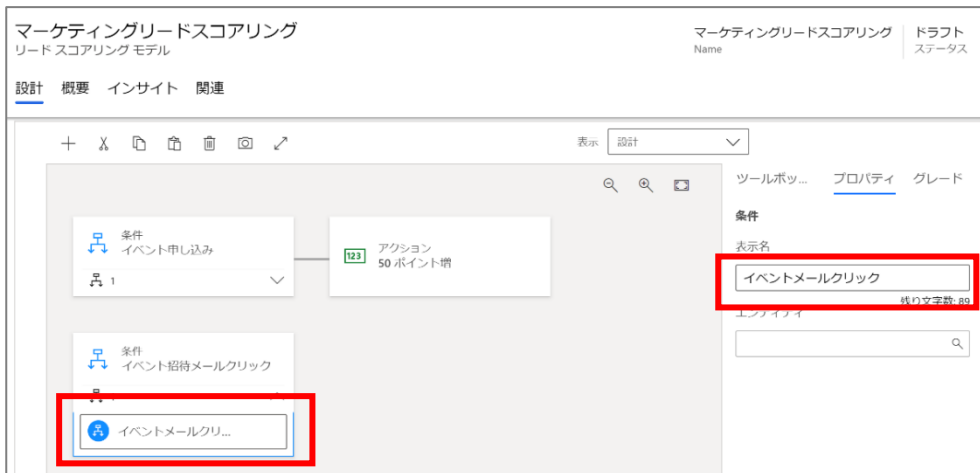 マーケティングリードスコアリング
リード スコアリング モデル
マーケティングリードスコアリング
Name
ドラフト
ステータス
設計 概要 インサイト 関連
表示 設計
ツールボッ... プロパティ グレード
条件
イベント申し込み
1
アクション
50 ポイント増
123
条件
表示名
イベントメールクリック
残り文字数: 89
エンティティ
条件
イベント招待メールクリック
イベントメールクリ...